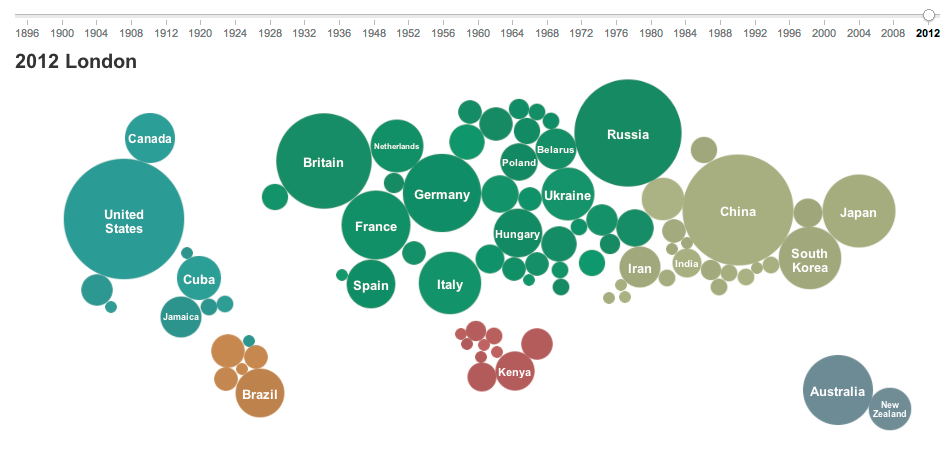 1896 1900 1904 1908 1912 1920 1924 1928 1932 1936 1948 1952 1956 1960 1964 1968 1972 1976 1980 1984 1988 1992 1996 2000 2004 2008 2012
2012 London
Canada
Britain
Netherlands
Russia
Belarus
Poland
Germany
Ukraine
United
States
China
Japan
France
Hungary
South
Korea
Iran
India
Cuba
Spain
Italy
Jamaica
Kenya
Brazil
Australia
New
Zealand